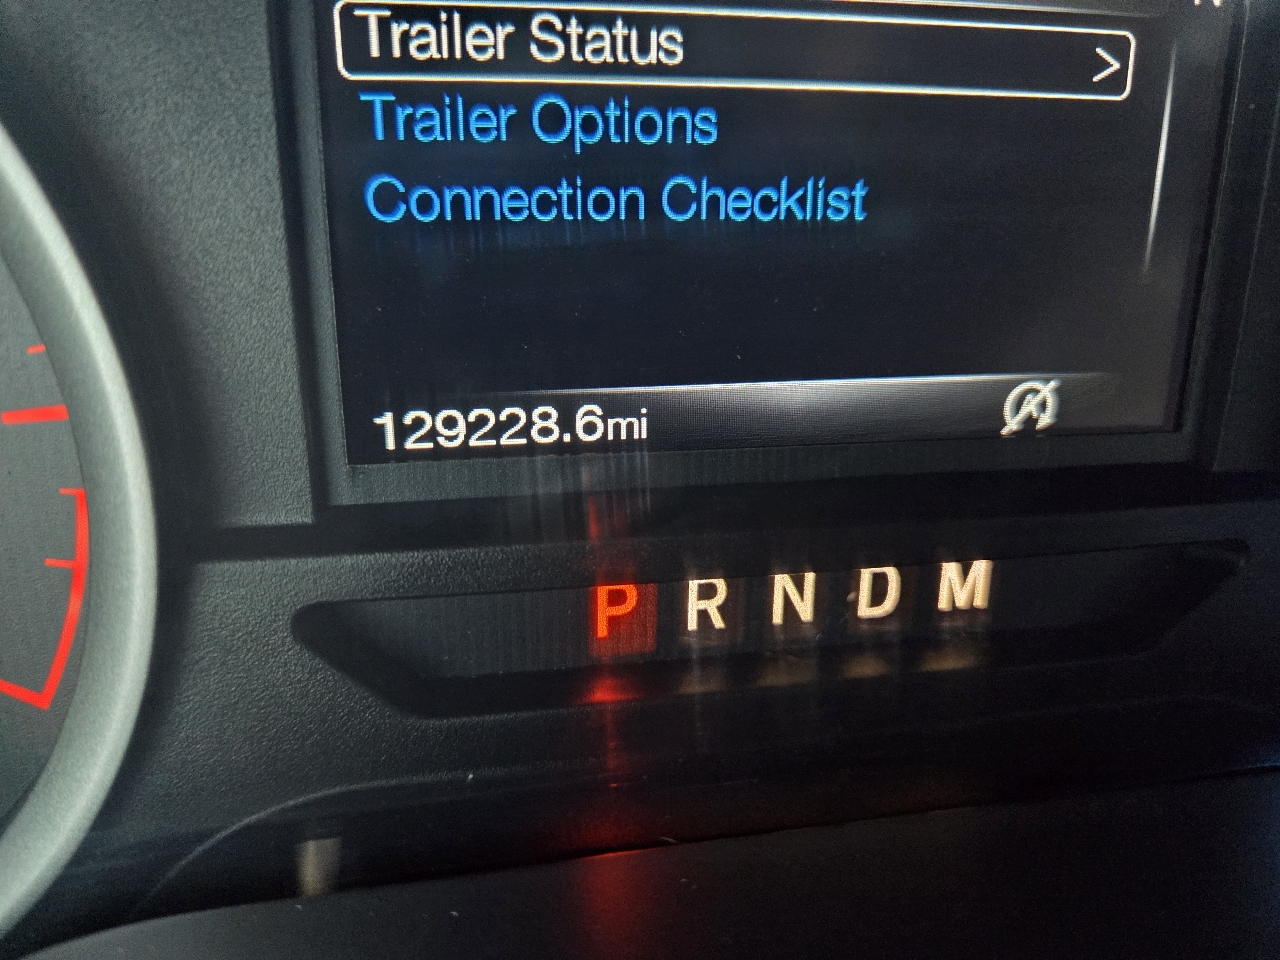 Trailer Status >
Trailer Options
Connection Checklist
129228.6mi
P R N D M